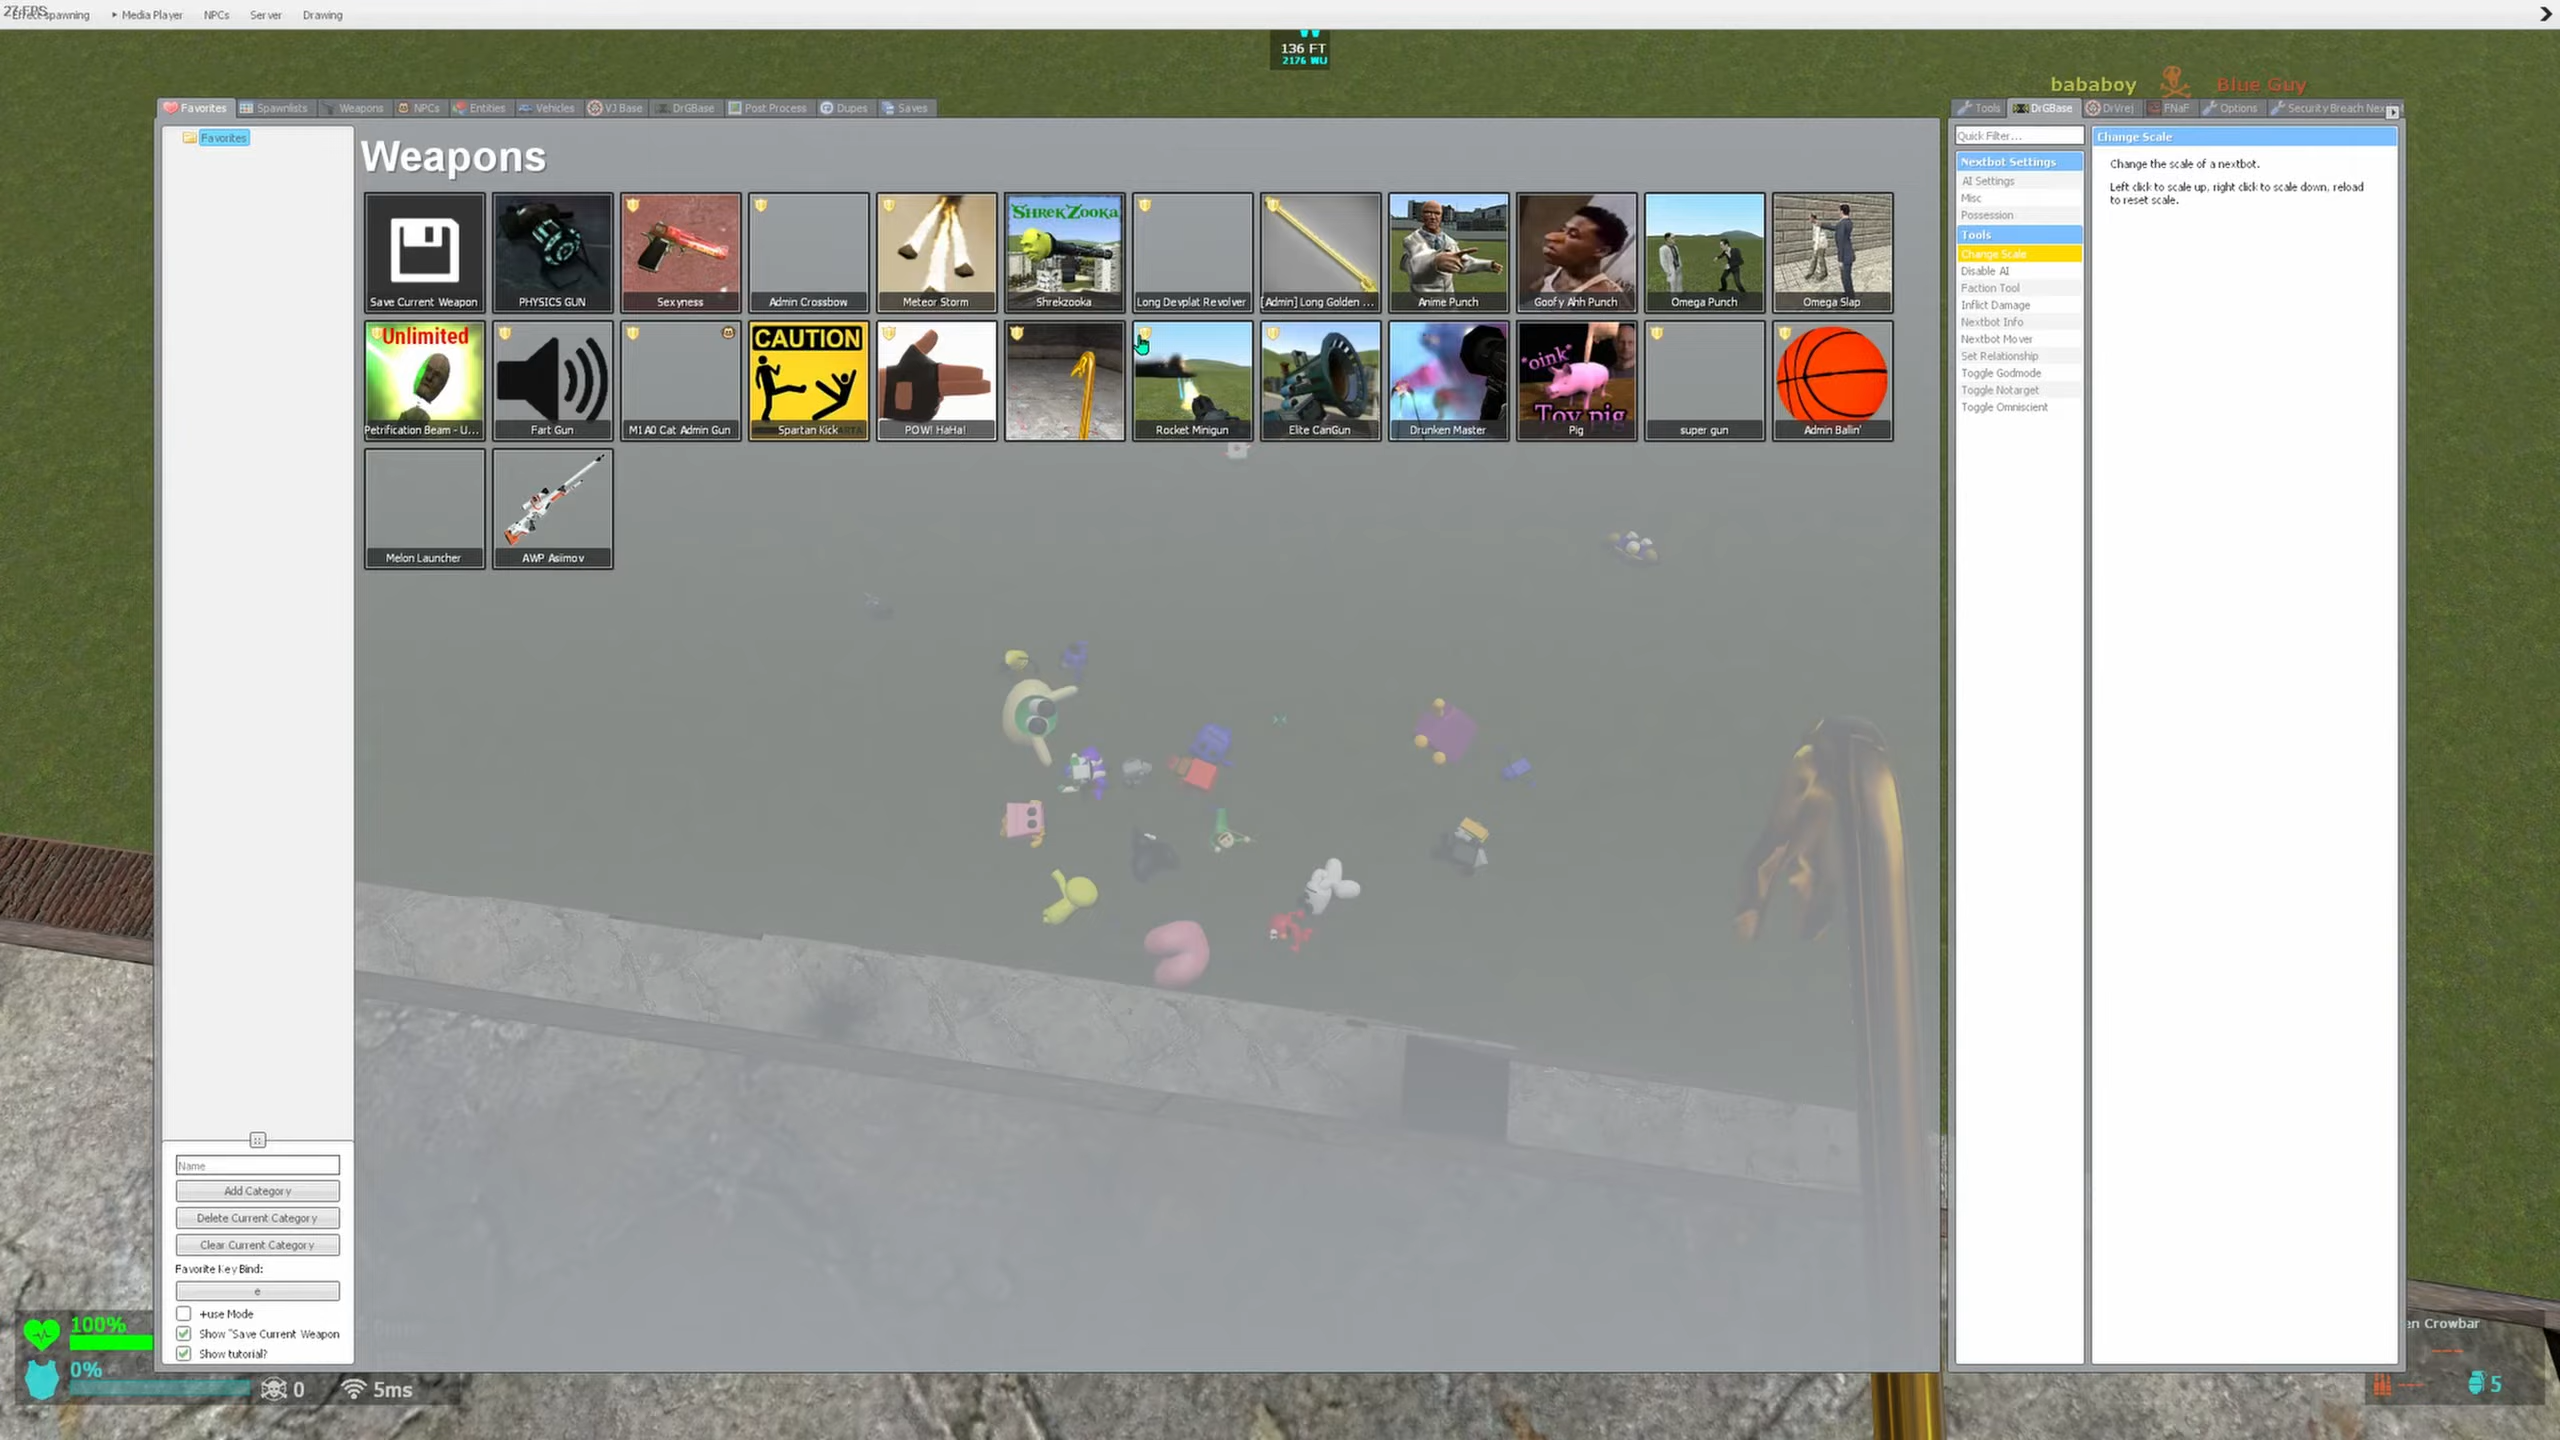 27 FPS
Effect spawning
Media Player
NPCs
Server
Drawing
W
136 FT
2176 WU
bababoy
Blue Guy
Favorites
Spawnlists
Weapons
NPCs
Entities
Vehicles
VJ Base
DrGBase
Post Process
Dupes
Saves
Tools
DrGBase
DrVrej
FNaF
Options
Security Breach Nex
Favorites
Weapons
Save Current Weapon
PHYSICS GUN
Sexyness
Admin Crossbow
Meteor Storm
SHREKZOOKA
Shrekzooka
Long Devplat Revolver
[Admin] Long Golden ...
Anime Punch
Goofy Ahh Punch
Omega Punch
Omega Slap
Unlimited
Petrification Beam - U...
Fart Gun
M1A0 Cat Admin Gun
CAUTION
Spartan Kick
POW! HaHa!
Rocket Minigun
Elite CanGun
Drunken Master
*oink*
Toy pig
Pig
super gun
Admin Ballin'
Melon Launcher
AWP Asimov
Quick Filter...
Nextbot Settings
AI Settings
Misc
Possession
Tools
Change Scale
Disable AI
Faction Tool
Inflict Damage
Nextbot Info
Nextbot Mover
Set Relationship
Toggle Godmode
Toggle Notarget
Toggle Omniscient
Change Scale
Change the scale of a nextbot.
Left click to scale up, right click to scale down, reload
to reset scale.
Name
Add Category
Delete Current Category
Clear Current Category
Favorite Key Bind:
e
+use Mode
Show "Save Current Weapon
Show tutorial?
100%
0%
0
5ms
en Crowbar
5